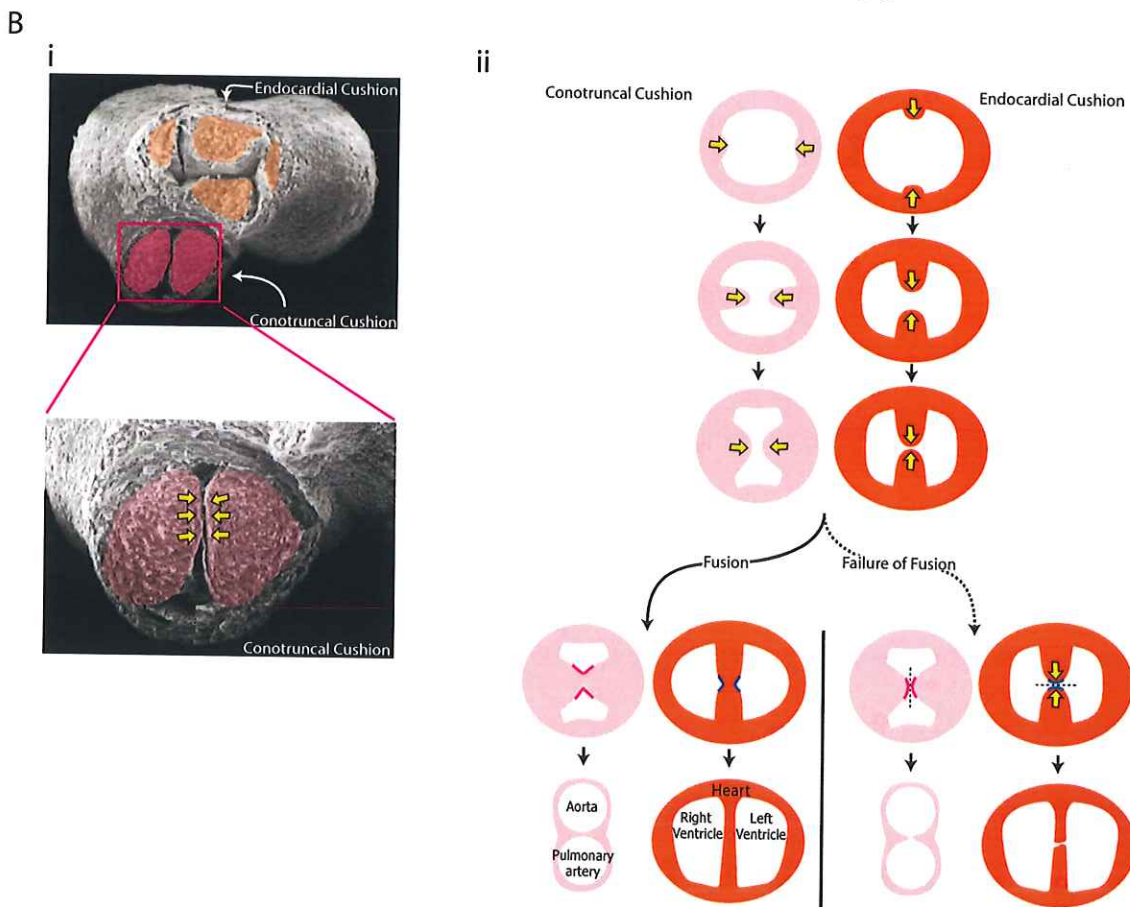 B
i
Endocardial Cushion
Conotruncal Cushion
Conotruncal Cushion
ii
Conotruncal Cushion
Endocardial Cushion
Fusion
Failure of Fusion
Aorta
Pulmonary
artery
Heart
Right
Ventricle
Left
Ventricle